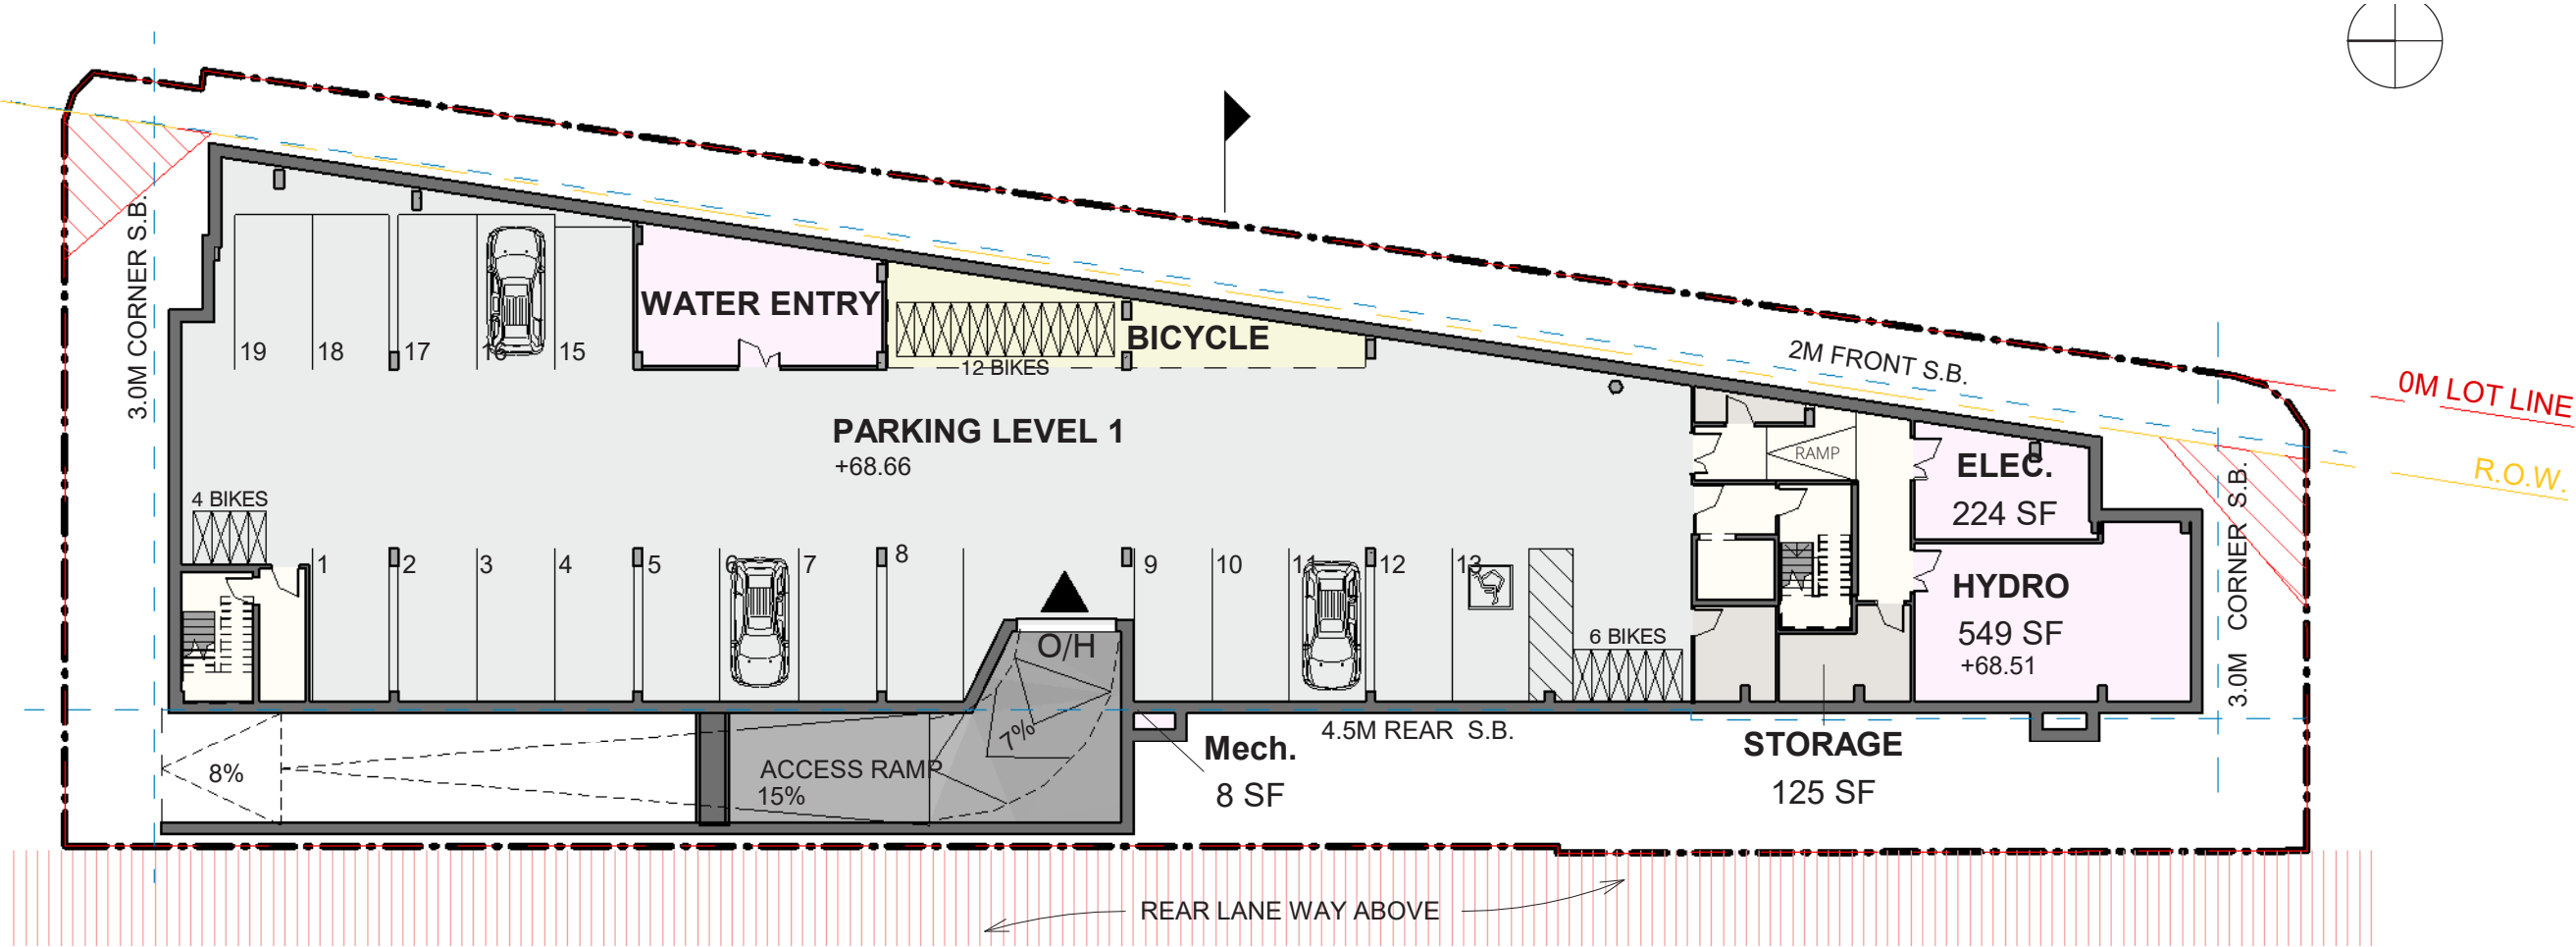 3.0M CORNER S.B.
19
18
17
16
15
WATER ENTRY
BICYCLE
12 BIKES
2M FRONT S.B.
0M LOT LINE
R.O.W.
PARKING LEVEL 1
+68.66
RAMP
ELEC.
224 SF
4 BIKES
1
2
3
4
5
6
7
8
9
10
11
12
13
O/H
6 BIKES
HYDRO
549 SF
+68.51
3.0M CORNER S.B.
8%
ACCESS RAMP
15%
7%
Mech.
8 SF
4.5M REAR S.B.
STORAGE
125 SF
REAR LANE WAY ABOVE